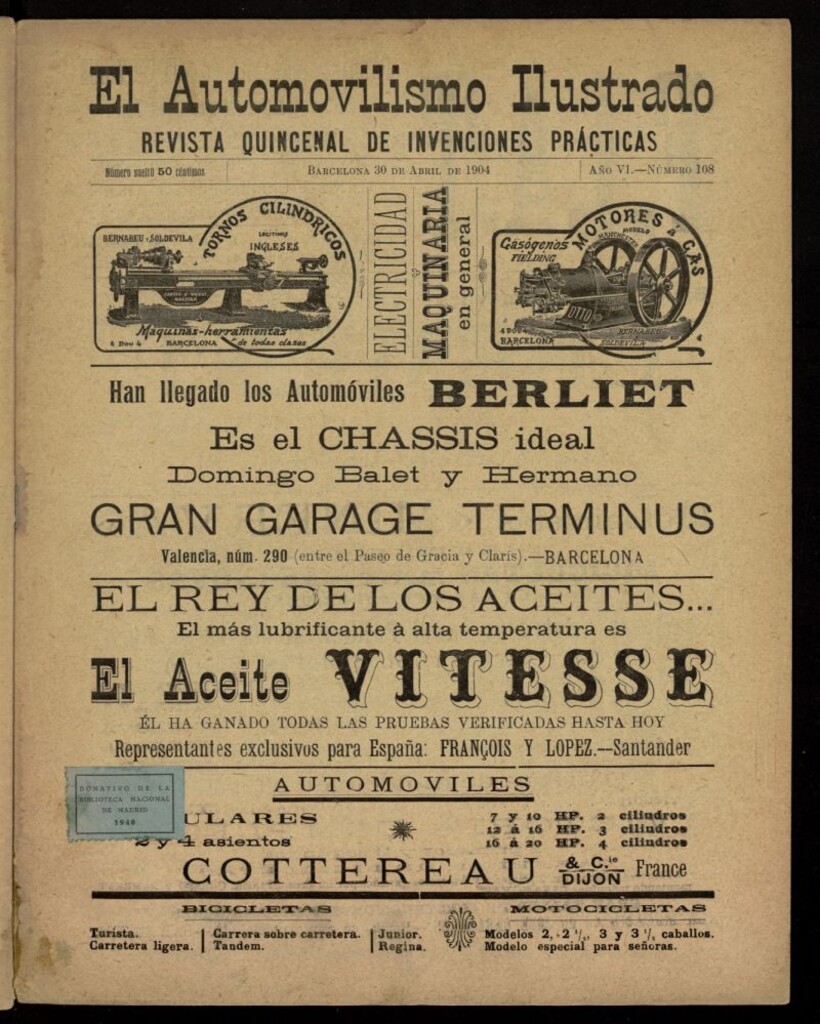 El Automovilismo Ilustrado
REVISTA QUINCENAL DE INVENCIONES PRÁCTICAS
Número suelto 50 céntimos
BARCELONA 30 DE ABRIL DE 1904
AÑO VI.—NÚMERO 108
BERNABEU y SOLDEVILA
TORNOS CILINDRICOS
LEGITIMOS
INGLESES
Maquinas-herramientas
de todas clases
BARCELONA
ELECTRICIDAD
MAQUINARIA
en general
MOTORES á GAS
Gasógenos
FIELDING
OTTO
BARCELONA
BERNABEU
SOLDEVILA
Han llegado los Automóviles BERLIET
Es el CHASSIS ideal
Domingo Balet y Hermano
GRAN GARAGE TERMINUS
Valencia, núm. 290 (entre el Paseo de Gracia y Clarís).—BARCELONA
EL REY DE LOS ACEITES...
El más lubrificante à alta temperatura es
El Aceite VITESSE
ÉL HA GANADO TODAS LAS PRUEBAS VERIFICADAS HASTA HOY
Representantes exclusivos para España: FRANÇOIS Y LOPEZ.—Santander
DONATIVO DE LA
BIBLIOTECA NACIONAL
DE MADRID
1940
AUTOMOVILES
ULARES
2 y 4 asientos
7 y 10 HP. 2 cilindros
12 á 16 HP. 3 cilindros
16 á 20 HP. 4 cilindros
COTTEREAU & C.ie DIJON France
BICICLETAS
Turista.
Carretera ligera.
Carrera sobre carretera.
Tandem.
Junior.
Regina.
MOTOCICLETAS
Modelos 2, 2 ½, 3 y 3 ½ caballos.
Modelo especial para señoras.